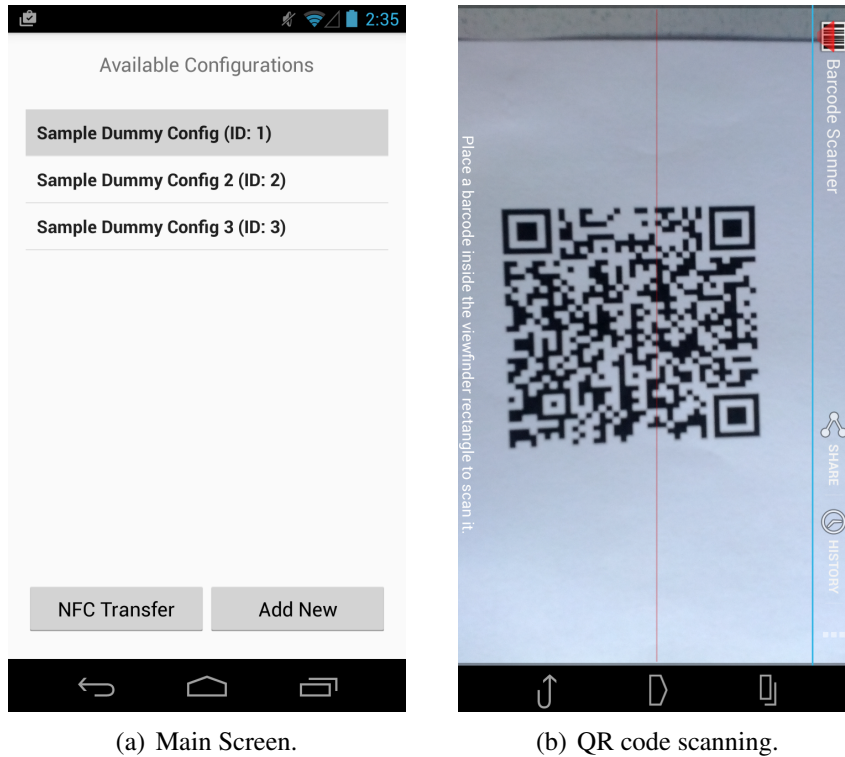 2:35
Available Configurations
Sample Dummy Config (ID: 1)
Sample Dummy Config 2 (ID: 2)
Sample Dummy Config 3 (ID: 3)
NFC Transfer
Add New
(a) Main Screen.
Barcode Scanner
Place a barcode inside the viewfinder rectangle to scan it.
SHARE
HISTORY
(b) QR code scanning.